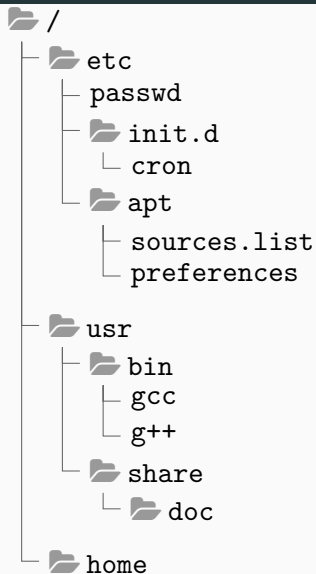 /
etc
passwd
init.d
cron
apt
sources.list
preferences
usr
bin
gcc
g++
share
doc
home